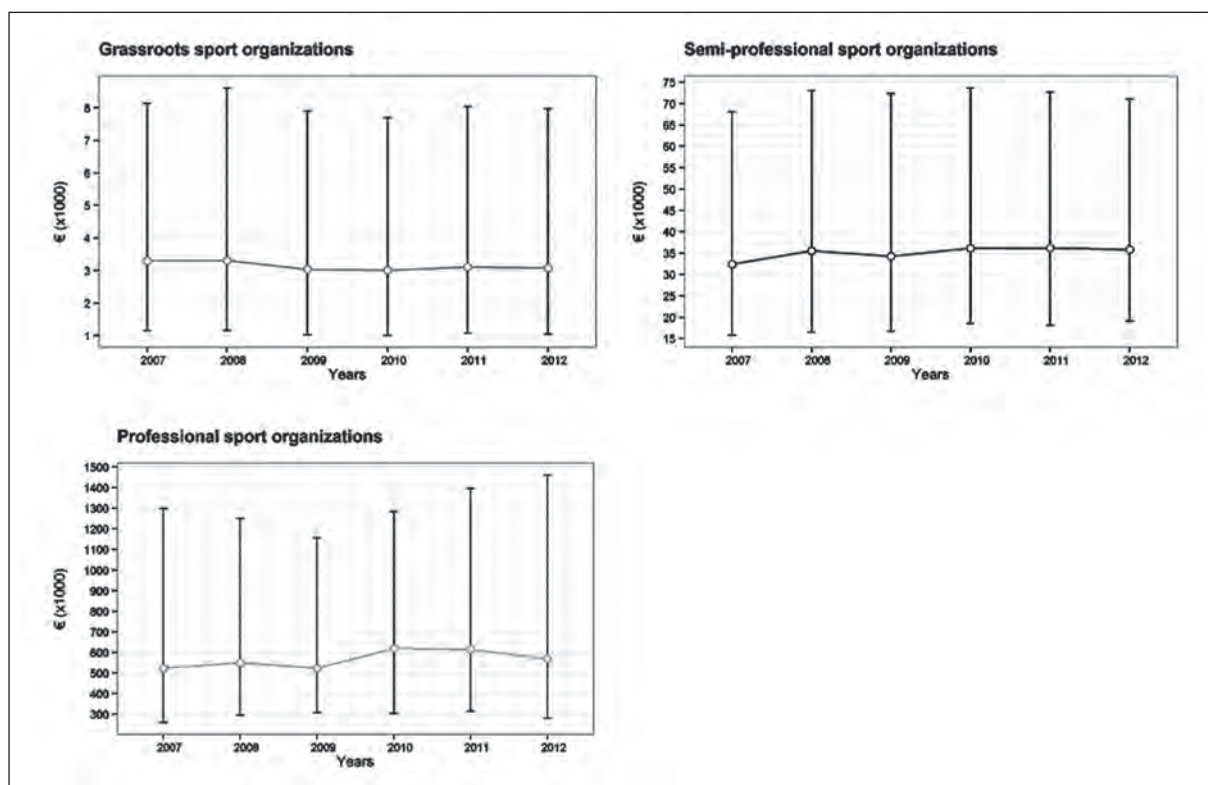 Grassroots sport organizations
€ (x1000)
8
7
6
5
4
3
2
1
2007 2008 2009 2010 2011 2012
Years
Semi-professional sport organizations
€ (x1000)
75
70
65
60
55
50
45
40
35
30
25
20
15
2007 2008 2009 2010 2011 2012
Years
Professional sport organizations
€ (x1000)
1500
1400
1300
1200
1100
1000
900
800
700
600
500
400
300
2007 2008 2009 2010 2011 2012
Years